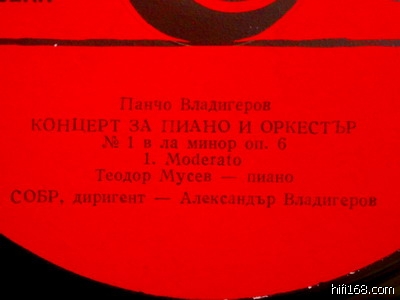 Панчо Владигеров
КОНЦЕРТ ЗА ПИАНО И ОРКЕСТЪР
№ 1 в ла минор оп. 6
1. Moderato
Теодор Мусев — пиано
СОБР, диригент — Александър Владигеров
hifi168.com